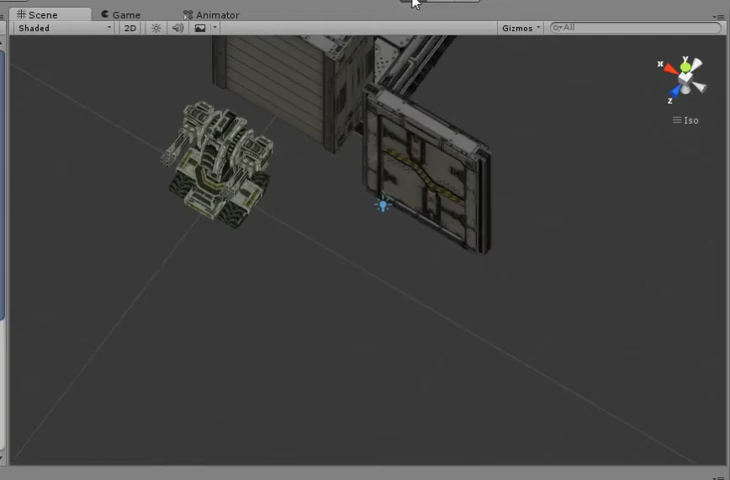 Scene Game Animator
Shaded 2D Gizmos All
y
x
z
Iso